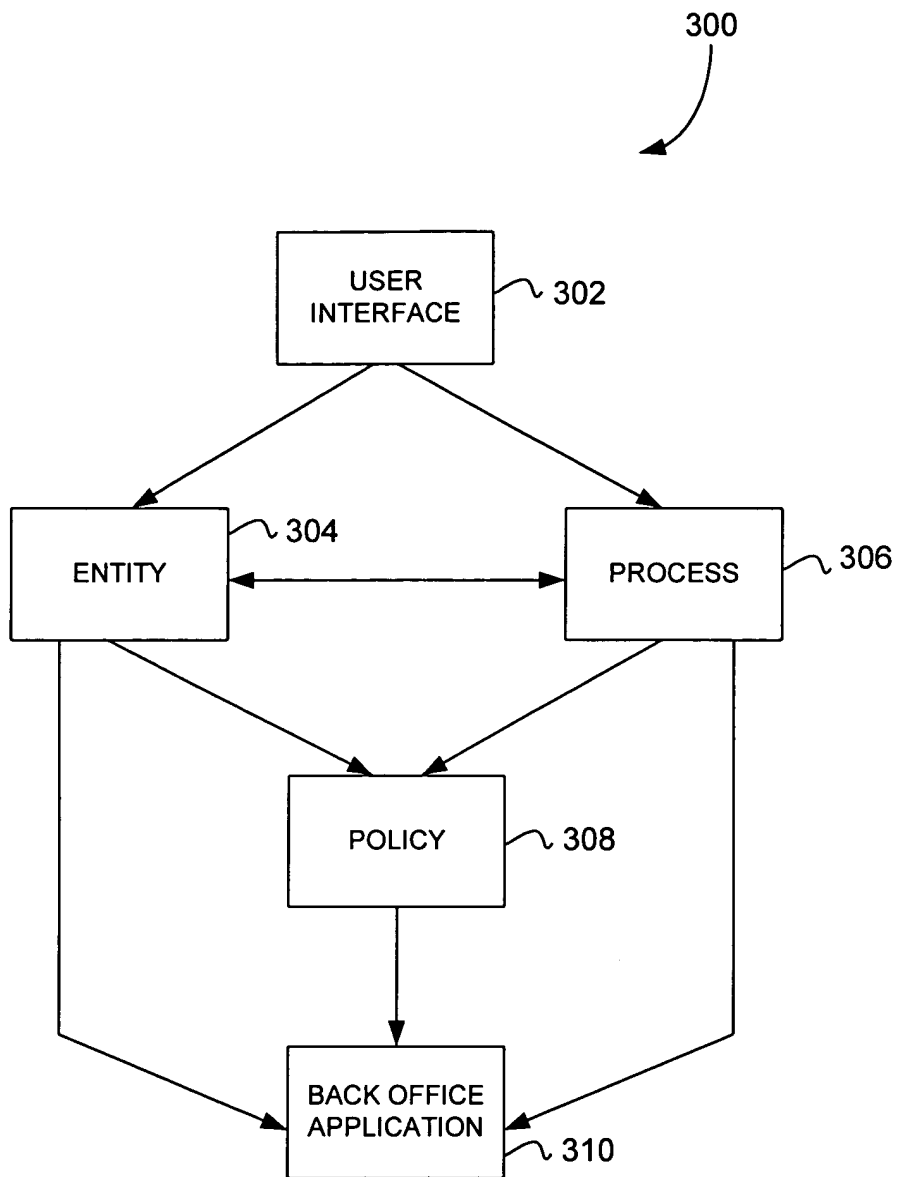 300
USER
INTERFACE
302
ENTITY
304
PROCESS
306
POLICY
308
BACK OFFICE
APPLICATION
310